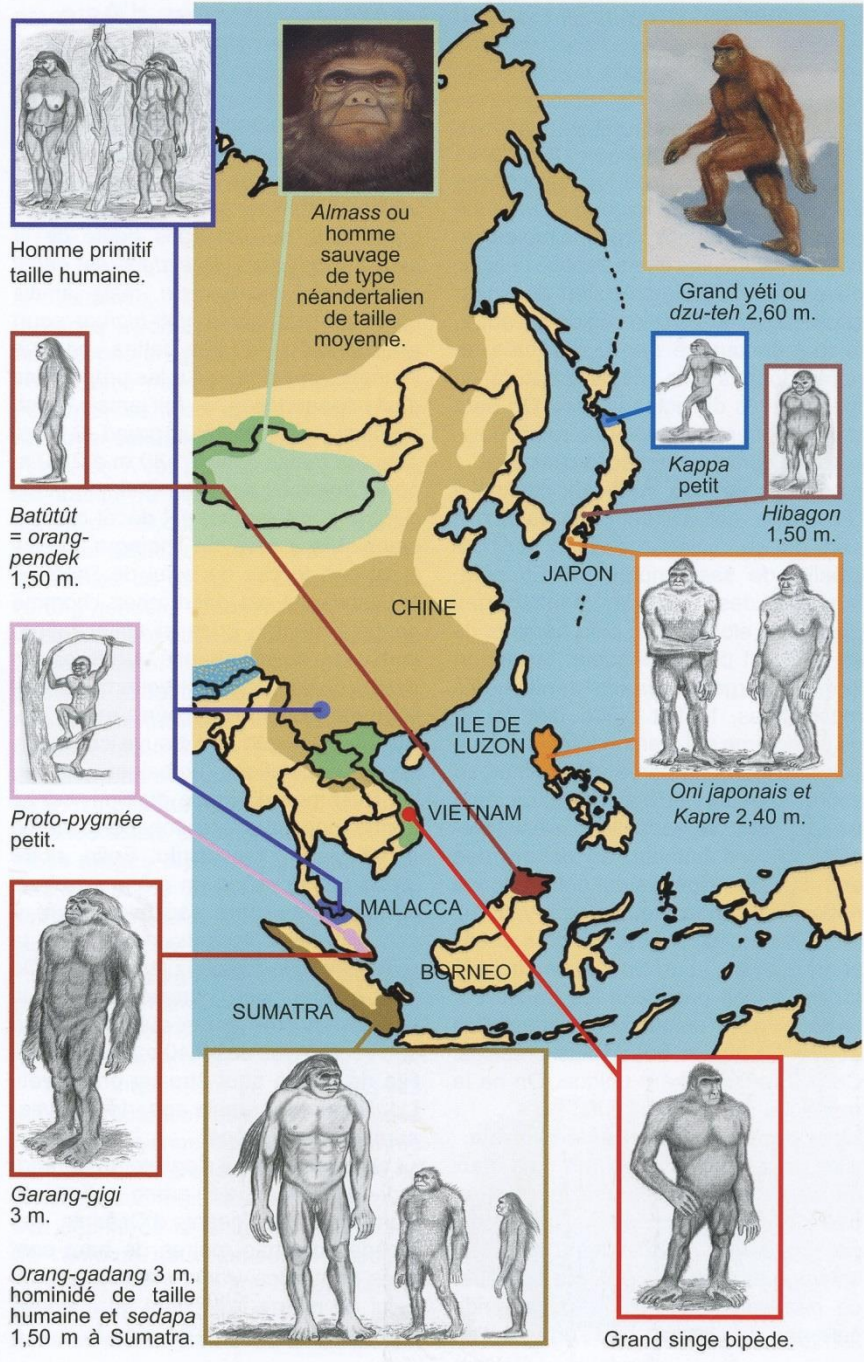 Homme primitif
taille humaine.
Almass ou
homme
sauvage
de type
néandertalien
de taille
moyenne.
Grand yéti ou
dzu-teh 2,60 m.
Kappa
petit
Hibagon
1,50 m.
Batûtût
= orang-
pendek
1,50 m.
JAPON
CHINE
Proto-pygmée
petit.
ILE DE
LUZON
Oni japonais et
Kapre 2,40 m.
VIETNAM
MALACCA
BORNEO
SUMATRA
Garang-gigi
3 m.
Orang-gadang 3 m,
hominidé de taille
humaine et sedapa
1,50 m à Sumatra.
Grand singe bipède.